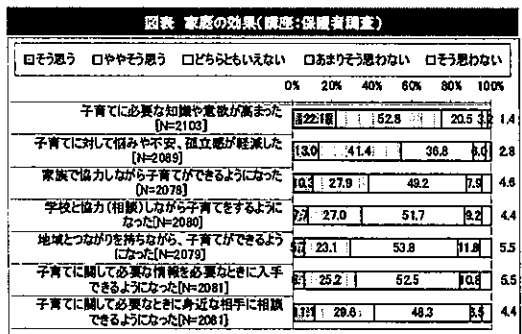 図表 家庭の効果(講座:保護者調査)
□そう思う □ややそう思う □どちらともいえない □あまりそう思わない □そう思わない
0% 20% 40% 60% 80% 100%
子育てに必要な知識や意欲が高まった
[N=2103]
52.8 20.5 1.4
子育てに対して悩みや不安、孤立感が軽減した
[N=2089]
13.0 41.4 36.8 6.0 2.8
家族で協力しながら子育てができるようになった
[N=2078]
10.3 27.9 49.2 7.9 4.6
学校と協力(相談)しながら子育てをするように
なった[N=2080]
7.7 27.0 51.7 9.2 4.4
地域とつながりを持ちながら、子育てができるよう
になった[N=2079]
23.1 53.8 11.8 5.5
子育てに関して必要な情報を必要なときに入手
できるようになった[N=2081]
25.2 52.5 10.8 5.5
子育てに関して必要なときに身近な相手に相談
できるようになった[N=2081]
29.6 48.3 4.4